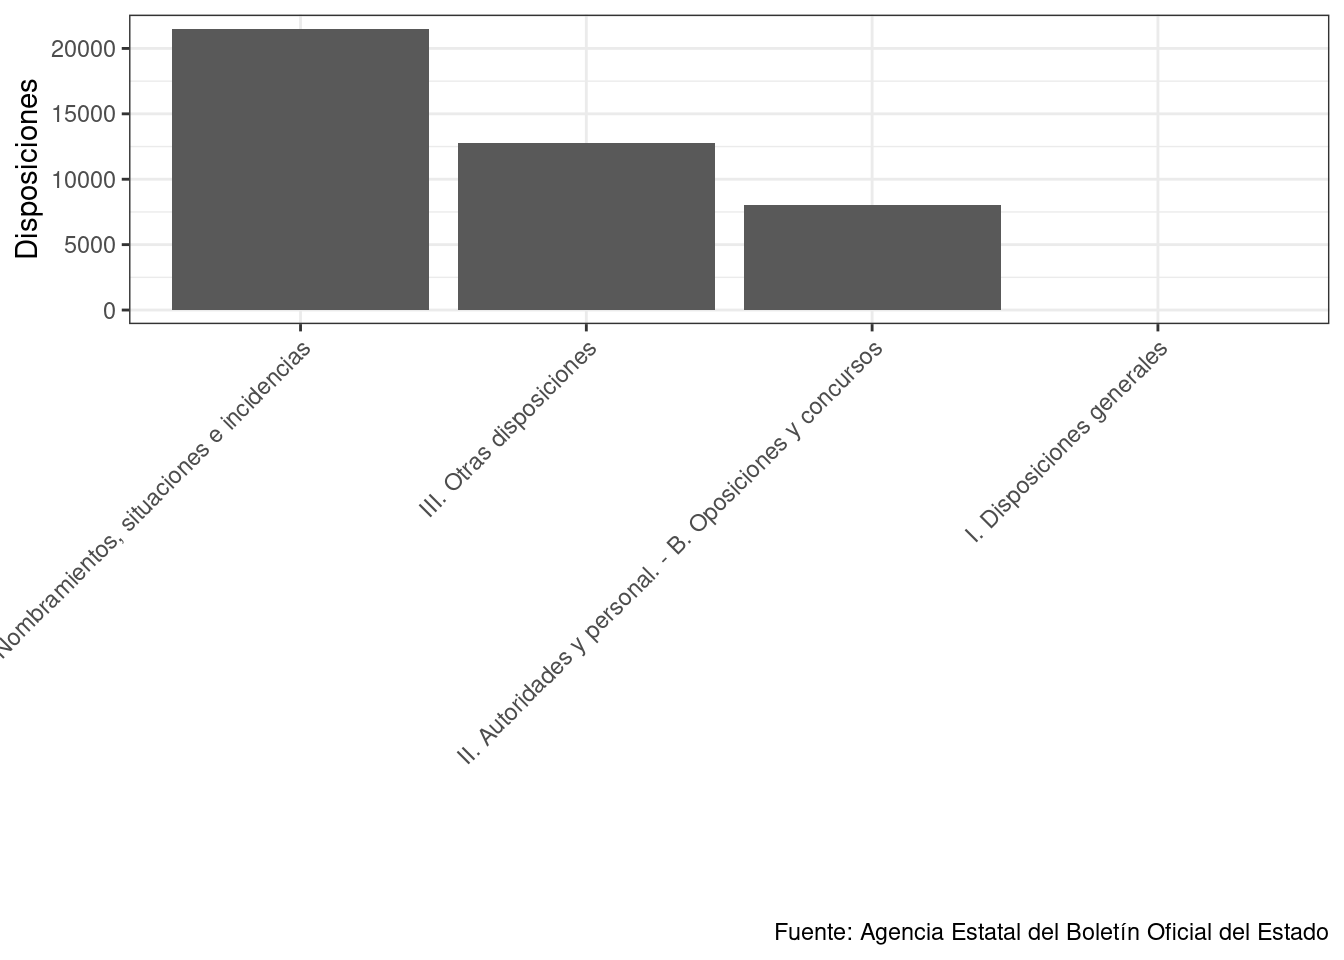 Disposiciones
20000
15000
10000
5000
0
Nombramientos, situaciones e incidencias
III. Otras disposiciones
II. Autoridades y personal. - B. Oposiciones y concursos
I. Disposiciones generales
Fuente: Agencia Estatal del Boletín Oficial del Estado